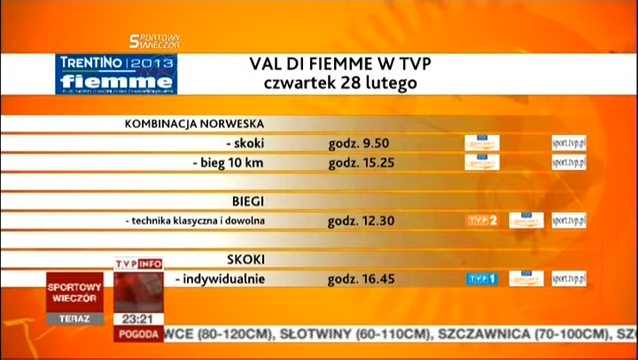 SPORTOWY
WIECZÓR
TRENTINO 2013
fiemme
VAL DI FIEMME W TVP
czwartek 28 lutego
KOMBINACJA NORWESKA
- skoki godz. 9.50 sport.tvp.pl
- bieg 10 km godz. 15.25 sport.tvp.pl
BIEGI
- technika klasyczna i dowolna godz. 12.30 TVP 2 sport.tvp.pl
SKOKI
- indywidualnie godz. 16.45 TVP 1 sport.tvp.pl
SPORTOWY
WIECZÓR
TERAZ
TVP INFO
23:21
POGODA
WCE (80-120CM), SŁOTWINY (60-110CM), SZCZAWNICA (70-100CM), SZ